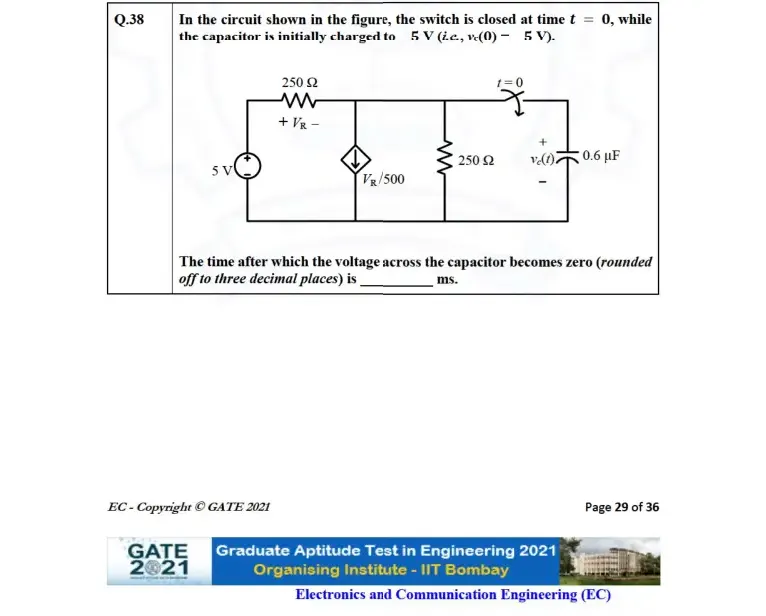 Q.38
In the circuit shown in the figure, the switch is closed at time t = 0, while
the capacitor is initially charged to 5 V (i.e., vc(0) = 5 V).
250 Ω
t = 0
+ VR −
+
5 V
VR/500
250 Ω
vc(t)
0.6 µF
−
The time after which the voltage across the capacitor becomes zero (rounded
off to three decimal places) is ________ ms.
EC - Copyright © GATE 2021
Page 29 of 36
GATE
2021
Graduate Aptitude Test in Engineering 2021
Organising Institute - IIT Bombay
Electronics and Communication Engineering (EC)